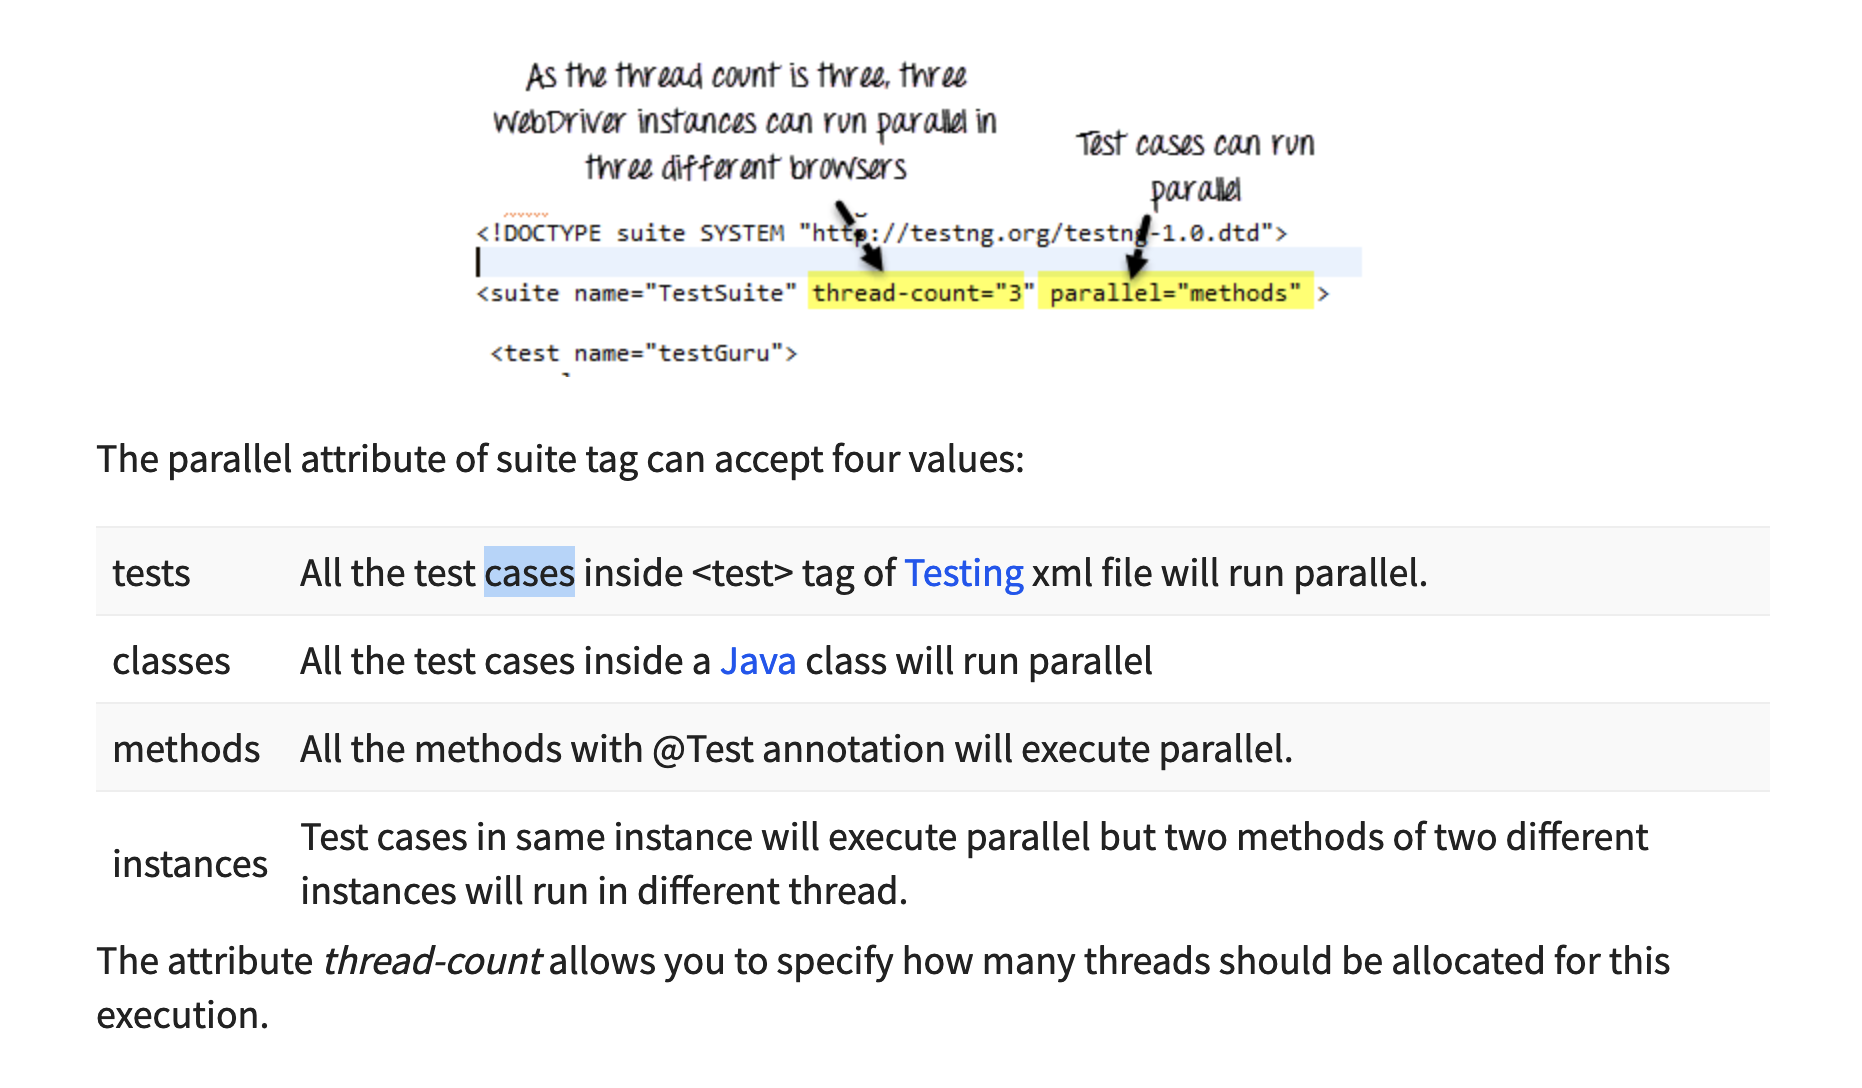 As the thread count is three, three
WebDriver instances can run parallel in
three different browsers
Test cases can run
parallel
<!DOCTYPE suite SYSTEM "http://testng.org/testng-1.0.dtd">
<suite name="TestSuite" thread-count="3" parallel="methods" >
<test name="testGuru">
The parallel attribute of suite tag can accept four values:
tests All the test cases inside <test> tag of Testing xml file will run parallel.
classes All the test cases inside a Java class will run parallel
methods All the methods with @Test annotation will execute parallel.
instances Test cases in same instance will execute parallel but two methods of two different
instances will run in different thread.
The attribute thread-count allows you to specify how many threads should be allocated for this
execution.